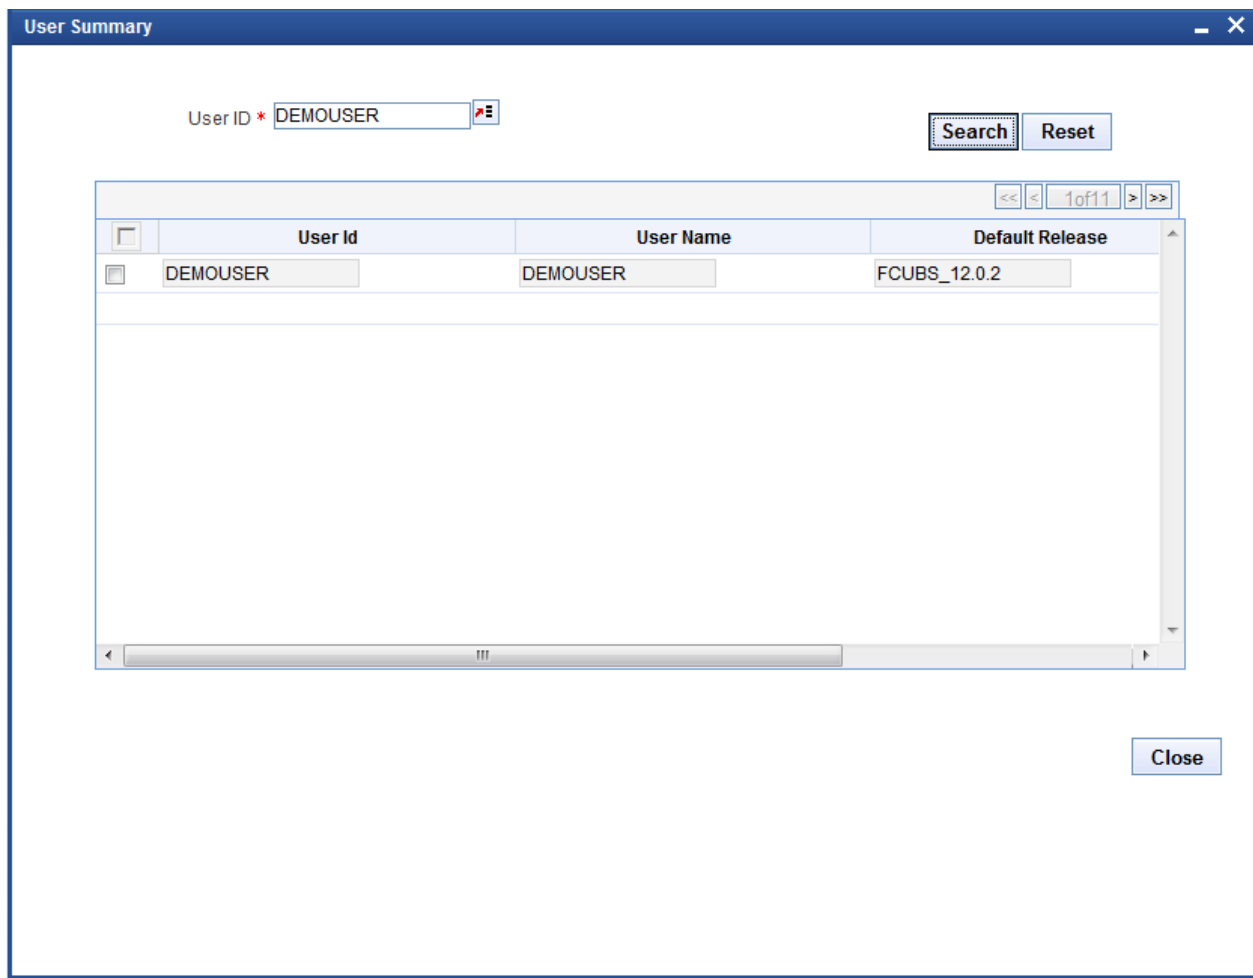 User Summary
User ID * DEMOUSER
Search Reset
<< < 1of11 > >>
User Id User Name Default Release
DEMOUSER DEMOUSER FCUBS_12.0.2
Close